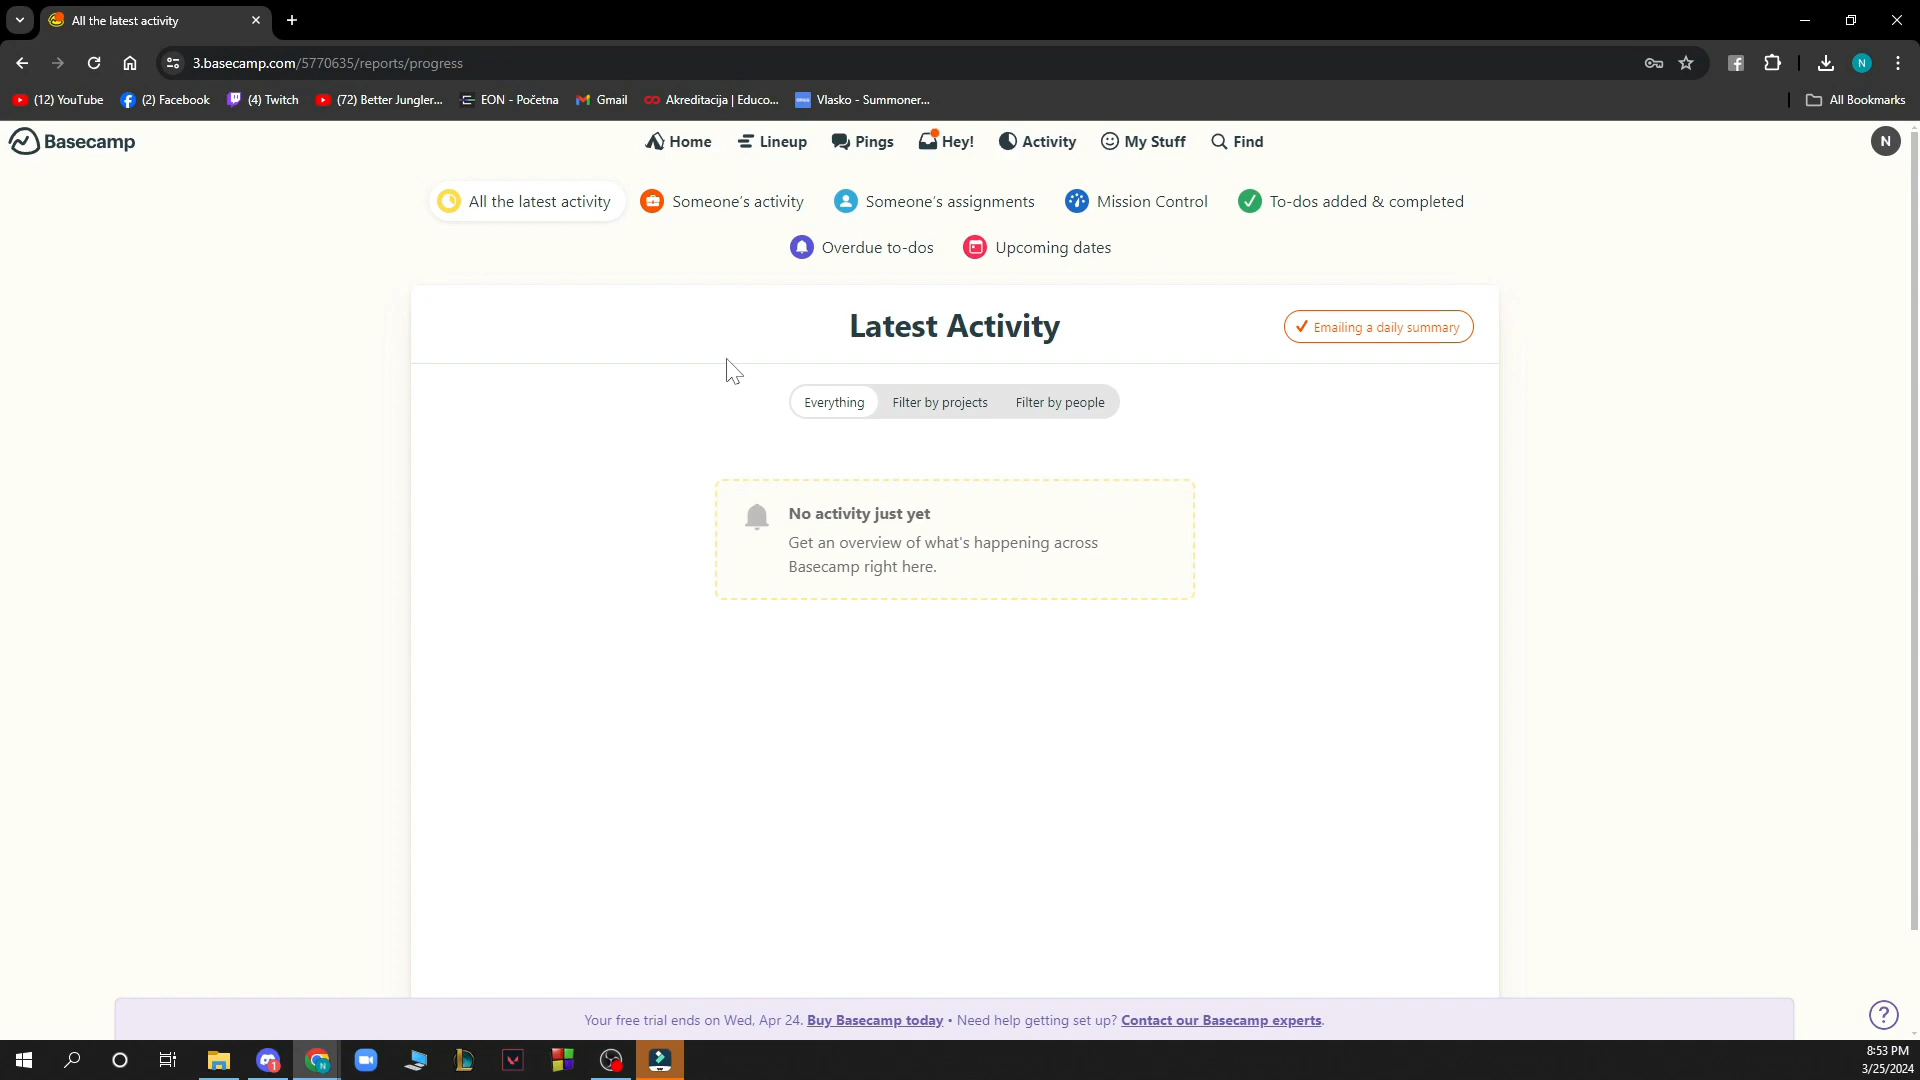 All the latest activity
3.basecamp.com/5770635/reports/progress
N
(12) YouTube
(2) Facebook
(4) Twitch
(72) Better Jungler...
EON - Početna
Gmail
Akreditacija | Educo...
Vlasko - Summoner...
All Bookmarks
Basecamp
Home
Lineup
Pings
Hey!
Activity
My Stuff
Find
N
All the latest activity
Someone's activity
Someone's assignments
Mission Control
To-dos added & completed
Overdue to-dos
Upcoming dates
Latest Activity
Emailing a daily summary
Everything
Filter by projects
Filter by people
No activity just yet
Get an overview of what's happening across
Basecamp right here.
Your free trial ends on Wed, Apr 24. Buy Basecamp today • Need help getting set up? Contact our Basecamp experts.
?
1
N
8:53 PM
3/25/2024